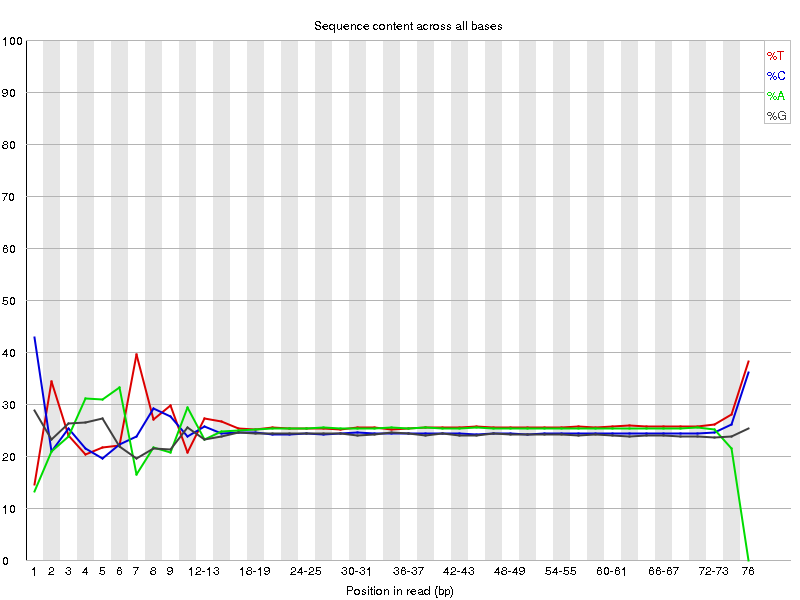 Sequence content across all bases
100
90
80
70
60
50
40
30
20
10
0
%T
%C
%A
%G
1 2 3 4 5 6 7 8 9 12-13 18-19 24-25 30-31 36-37 42-43 48-49 54-55 60-61 66-67 72-73 76
Position in read (bp)